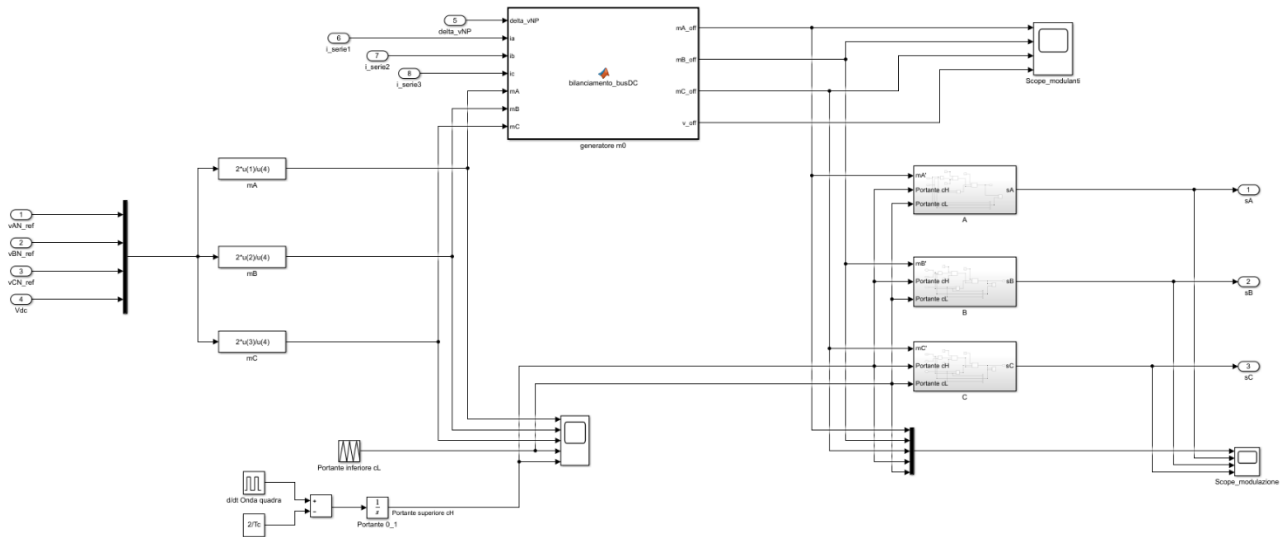 5
delta_vNP
6
i_serie1
7
i_serie2
8
i_serie3
delta_vNP
ia
ib
ic
mA
mB
mC
bilanciamento_busDC
mA_off
mB_off
mC_off
v_off
generatore m0
Scope_modulanti
1
vAN_ref
2
vBN_ref
3
vCN_ref
4
Vdc
2*u(1)/u(4)
mA
2*u(2)/u(4)
mB
2*u(3)/u(4)
mC
mA'
Portante cH
Portante cL
sA
A
1
sA
mB'
Portante cH
Portante cL
sB
B
2
sB
mC'
Portante cH
Portante cL
sC
C
3
sC
Portante inferiore cL
d/dt Onda quadra
2/Tc
+
−
1
s
Portante 0_1
Portante superiore cH
Scope_modulazione